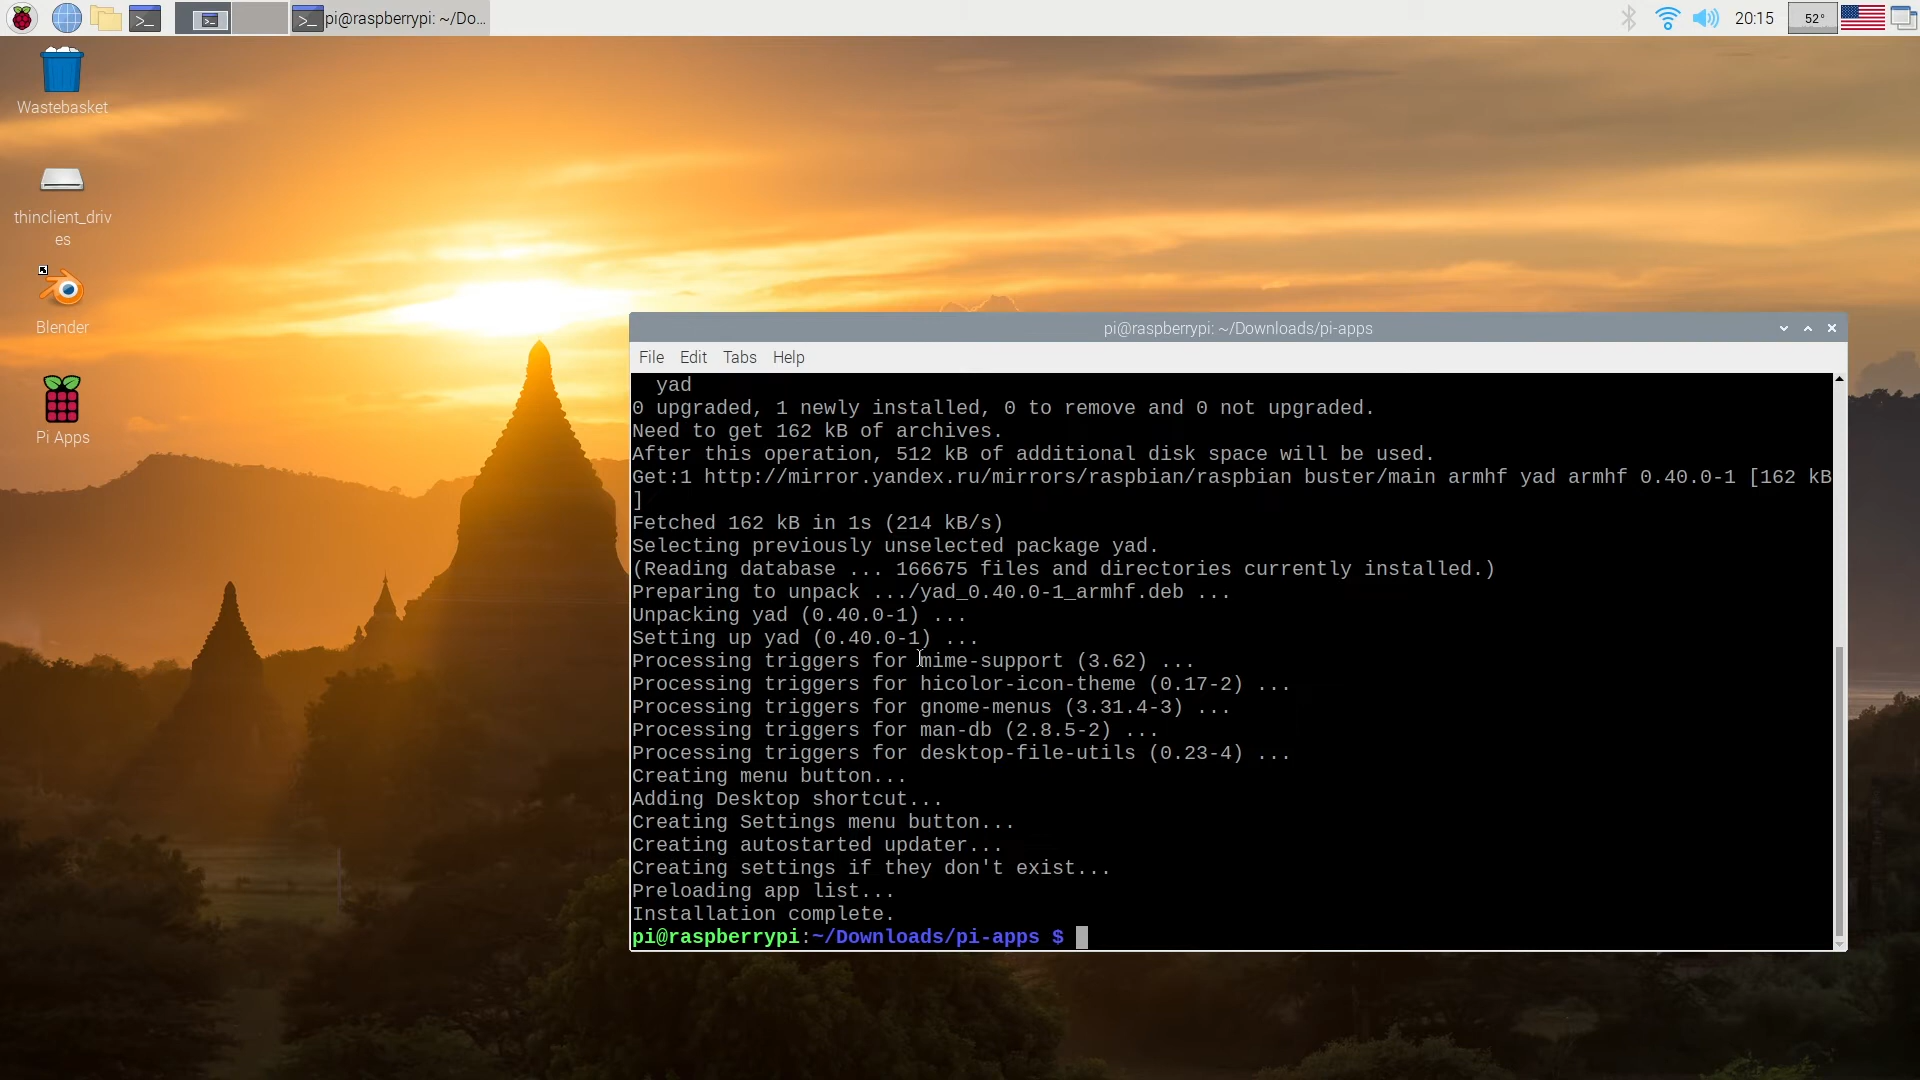 pi@raspberrypi: ~/Do...
20:15
52°
Wastebasket
thinclient_driv
es
Blender
Pi Apps
pi@raspberrypi: ~/Downloads/pi-apps
File Edit Tabs Help
yad
0 upgraded, 1 newly installed, 0 to remove and 0 not upgraded.
Need to get 162 kB of archives.
After this operation, 512 kB of additional disk space will be used.
Get:1 http://mirror.yandex.ru/mirrors/raspbian/raspbian buster/main armhf yad armhf 0.40.0-1 [162 kB
]
Fetched 162 kB in 1s (214 kB/s)
Selecting previously unselected package yad.
(Reading database ... 166675 files and directories currently installed.)
Preparing to unpack .../yad_0.40.0-1_armhf.deb ...
Unpacking yad (0.40.0-1) ...
Setting up yad (0.40.0-1) ...
Processing triggers for mime-support (3.62) ...
Processing triggers for hicolor-icon-theme (0.17-2) ...
Processing triggers for gnome-menus (3.31.4-3) ...
Processing triggers for man-db (2.8.5-2) ...
Processing triggers for desktop-file-utils (0.23-4) ...
Creating menu button...
Adding Desktop shortcut...
Creating Settings menu button...
Creating autostarted updater...
Creating settings if they don't exist...
Preloading app list...
Installation complete.
pi@raspberrypi:~/Downloads/pi-apps $